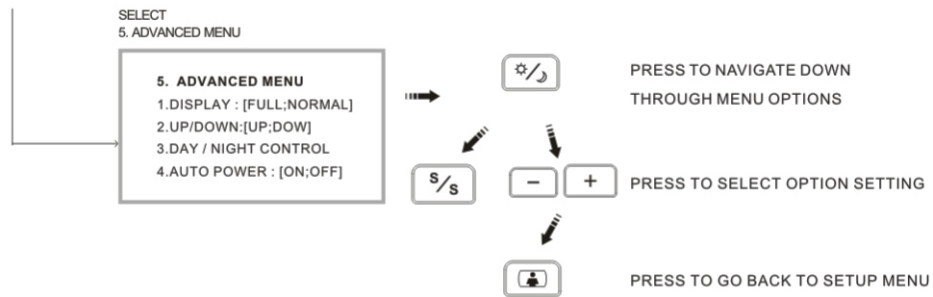 SELECT
5. ADVANCED MENU
5. ADVANCED MENU
1.DISPLAY : [FULL;NORMAL]
2.UP/DOWN:[UP;DOW]
3.DAY / NIGHT CONTROL
4.AUTO POWER : [ON;OFF]
PRESS TO NAVIGATE DOWN
THROUGH MENU OPTIONS
S/S
- +
PRESS TO SELECT OPTION SETTING
PRESS TO GO BACK TO SETUP MENU